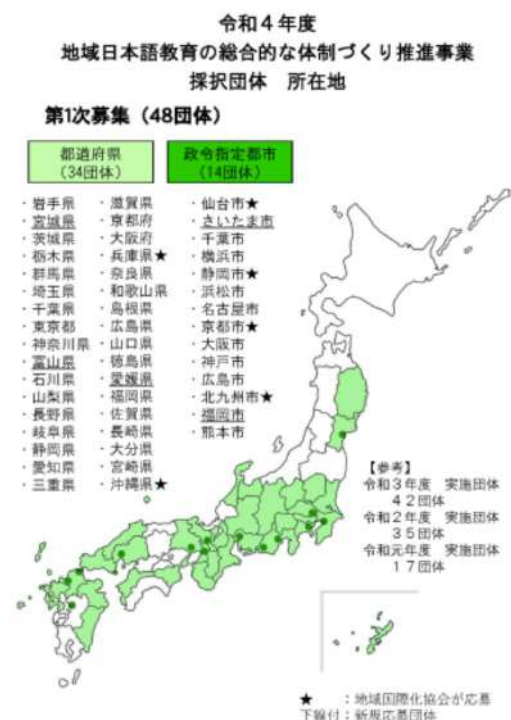 令和４年度
地域日本語教育の総合的な体制づくり推進事業
採択団体　所在地
第1次募集（48団体）
都道府県
（34団体）
政令指定都市
（14団体）
・岩手県
・宮城県
・茨城県
・栃木県
・群馬県
・埼玉県
・千葉県
・東京都
・神奈川県
・富山県
・石川県
・山梨県
・長野県
・岐阜県
・静岡県
・愛知県
・三重県
・滋賀県
・京都府
・大阪府
・兵庫県★
・奈良県
・和歌山県
・島根県
・広島県
・山口県
・徳島県
・愛媛県
・福岡県
・佐賀県
・長崎県
・大分県
・宮崎県
・沖縄県★
・仙台市★
・さいたま市
・千葉市
・横浜市
・静岡市★
・浜松市
・名古屋市
・京都市★
・大阪市
・神戸市
・広島市
・北九州市★
・福岡市
・熊本市
【参考】
令和３年度　実施団体
４２団体
令和２年度　実施団体
３５団体
令和元年度　実施団体
１７団体
★　：地域国際化協会が応募
下線付：新規応募団体